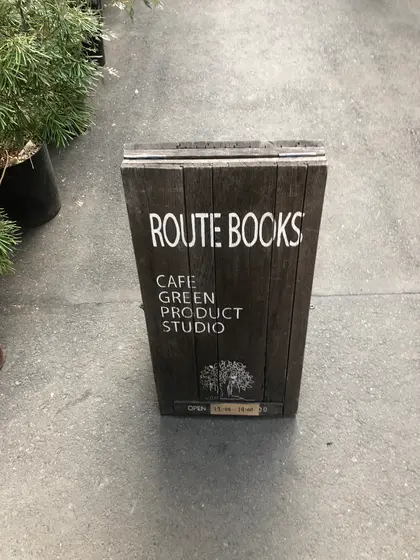 ROUTE BOOKS
CAFE
GREEN
PRODUCT
STUDIO
OPEN